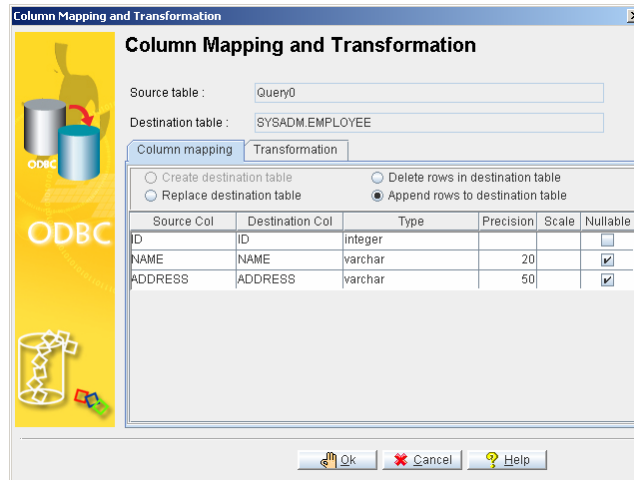 Column Mapping and Transformation
Column Mapping and Transformation
Source table : Query0
Destination table : SYSADM.EMPLOYEE
Column mapping Transformation
Create destination table Delete rows in destination table
Replace destination table Append rows to destination table
Source Col Destination Col Type Precision Scale Nullable
ID ID integer
NAME NAME varchar 20
ADDRESS ADDRESS varchar 50
ODBC
ODBC
Ok Cancel Help